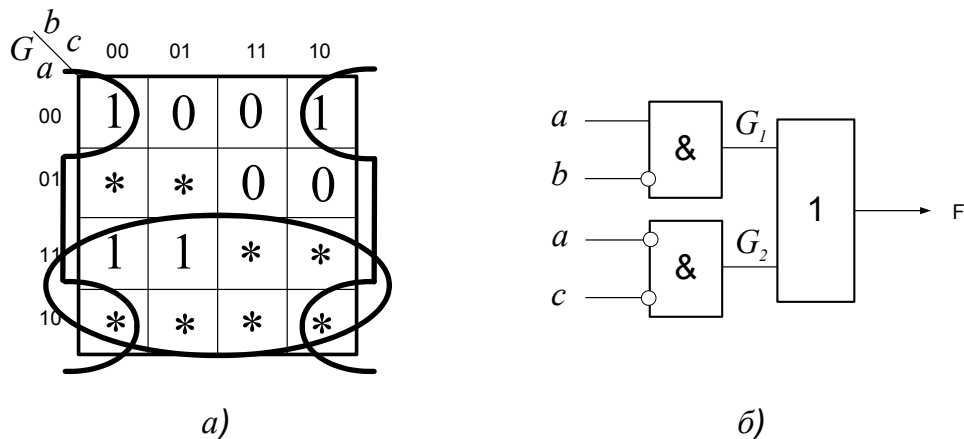 b
G c 00 01 11 10
a
00 1 0 0 1
01 * * 0 0
11 1 1 * *
10 * * * *
а)
a & G1
b
1 F
a & G2
c
б)